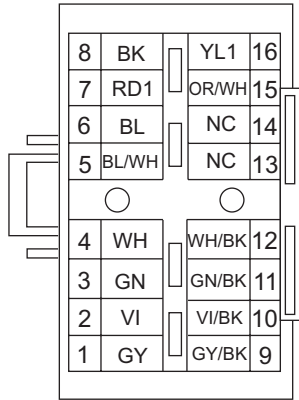 8 BK YL1 16
7 RD1 OR/WH 15
6 BL NC 14
5 BL/WH NC 13
4 WH WH/BK 12
3 GN GN/BK 11
2 VI VI/BK 10
1 GY GY/BK 9